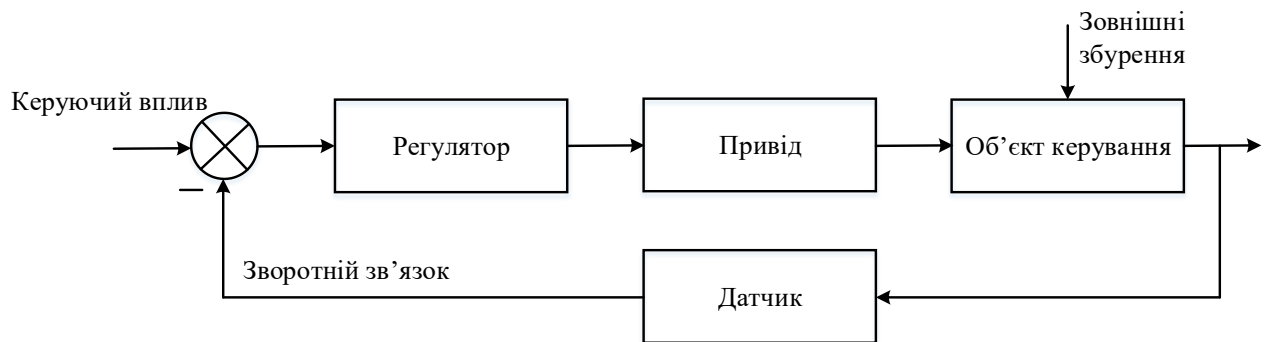 Зовнішні
збурення
Керуючий вплив
Регулятор
Привід
Об’єкт керування
–
Зворотній зв’язок
Датчик